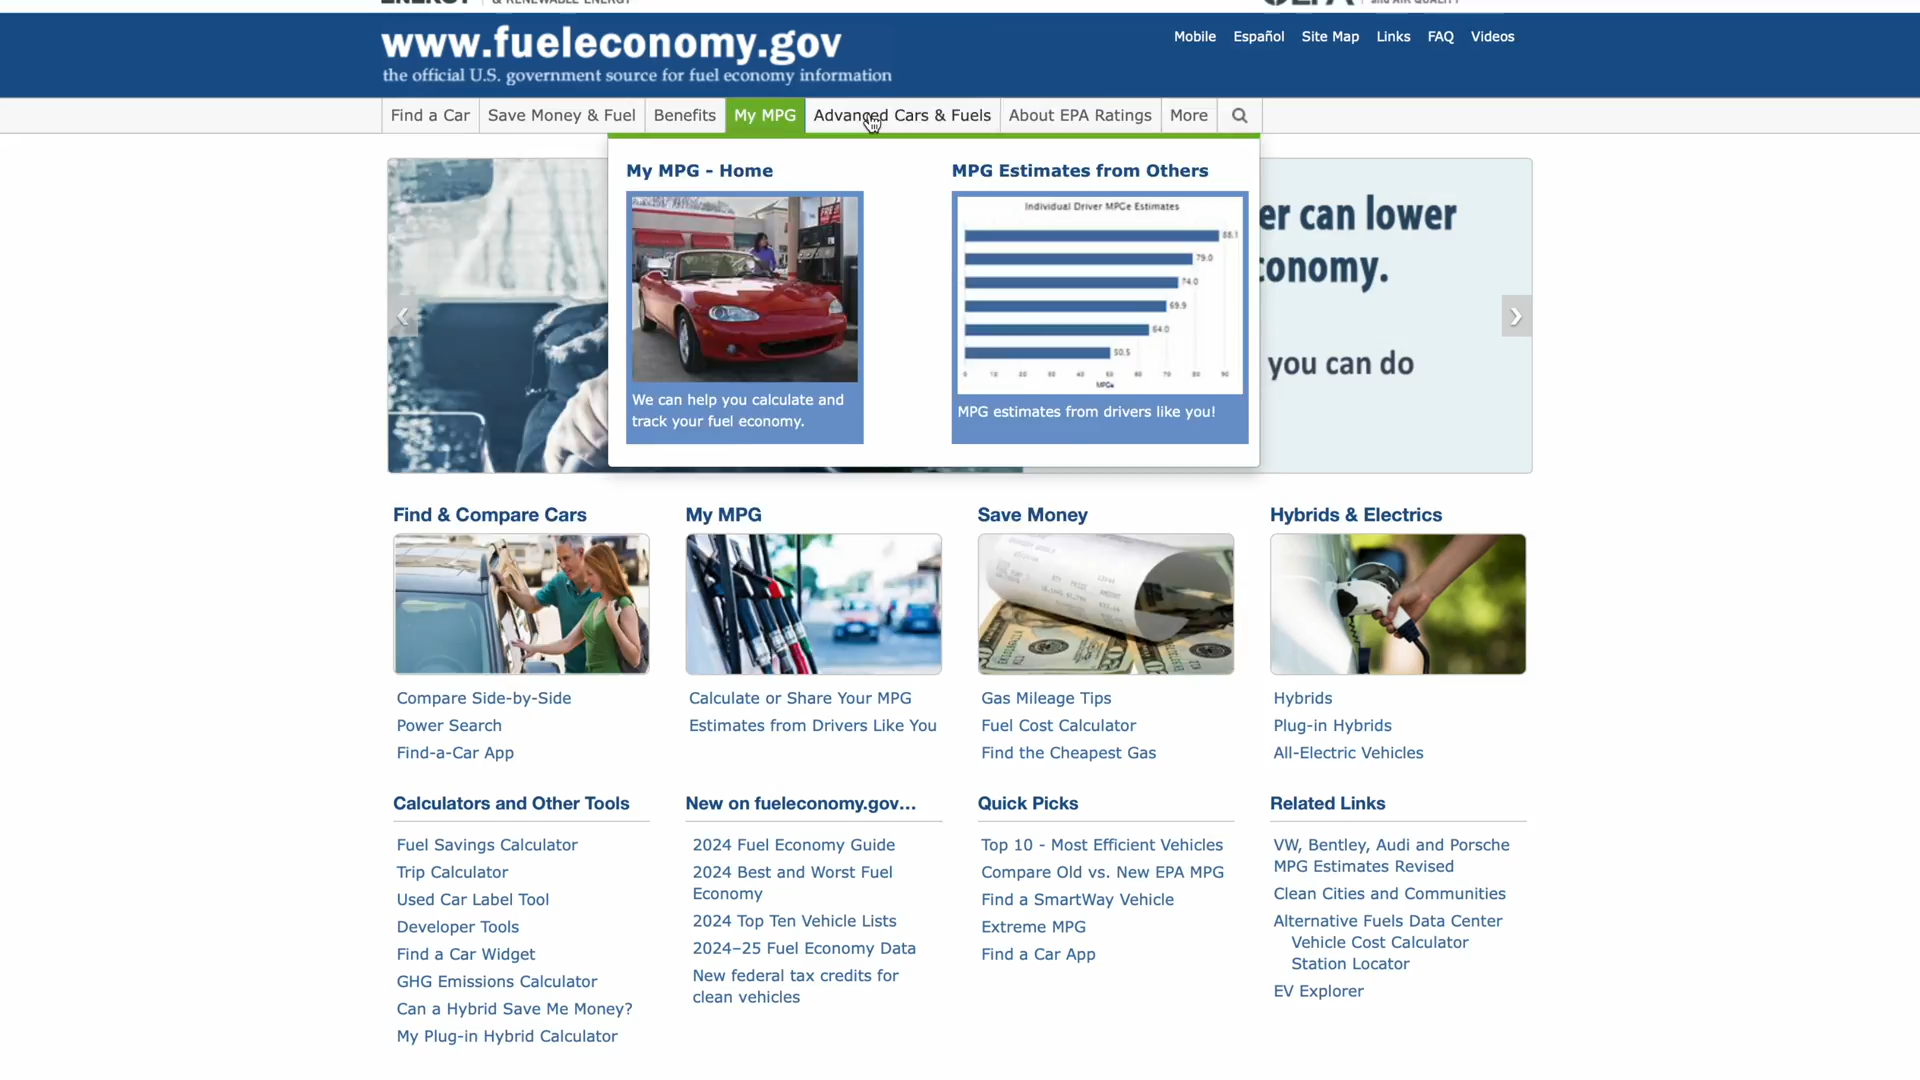 www.fueleconomy.gov
the official U.S. government source for fuel economy information
Mobile Español Site Map Links FAQ Videos
Find a Car Save Money & Fuel Benefits My MPG Advanced Cars & Fuels About EPA Ratings More
My MPG - Home
We can help you calculate and
track your fuel economy.
MPG Estimates from Others
Individual Driver MPGe Estimates
88.1
79.0
74.0
69.9
64.0
50.5
0 10 20 30 40 50 60 70 80 90
MPGe
MPG estimates from drivers like you!
er can lower
conomy.
you can do
Find & Compare Cars
Compare Side-by-Side
Power Search
Find-a-Car App
My MPG
Calculate or Share Your MPG
Estimates from Drivers Like You
Save Money
Gas Mileage Tips
Fuel Cost Calculator
Find the Cheapest Gas
Hybrids & Electrics
Hybrids
Plug-in Hybrids
All-Electric Vehicles
Calculators and Other Tools
Fuel Savings Calculator
Trip Calculator
Used Car Label Tool
Developer Tools
Find a Car Widget
GHG Emissions Calculator
Can a Hybrid Save Me Money?
My Plug-in Hybrid Calculator
New on fueleconomy.gov...
2024 Fuel Economy Guide
2024 Best and Worst Fuel
Economy
2024 Top Ten Vehicle Lists
2024–25 Fuel Economy Data
New federal tax credits for
clean vehicles
Quick Picks
Top 10 - Most Efficient Vehicles
Compare Old vs. New EPA MPG
Find a SmartWay Vehicle
Extreme MPG
Find a Car App
Related Links
VW, Bentley, Audi and Porsche
MPG Estimates Revised
Clean Cities and Communities
Alternative Fuels Data Center
Vehicle Cost Calculator
Station Locator
EV Explorer